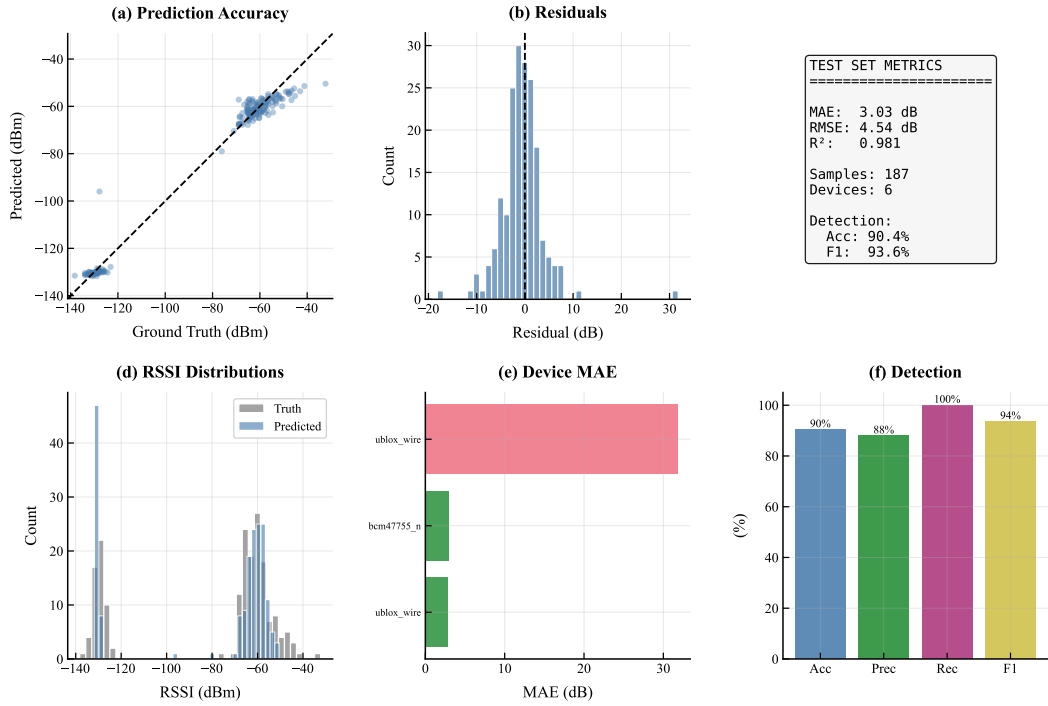 (a) Prediction Accuracy
Predicted (dBm)
−40
−60
−80
−100
−120
−140
−140 −120 −100 −80 −60 −40
Ground Truth (dBm)
(b) Residuals
Count
30
25
20
15
10
5
0
−20 −10 0 10 20 30
Residual (dB)
TEST SET METRICS
======================
MAE: 3.03 dB
RMSE: 4.54 dB
R²: 0.981
Samples: 187
Devices: 6
Detection:
Acc: 90.4%
F1: 93.6%
(d) RSSI Distributions
Truth
Predicted
Count
40
30
20
10
0
−140 −120 −100 −80 −60 −40
RSSI (dBm)
(e) Device MAE
ublox_wire
bcm47755_n
ublox_wire
0 10 20 30
MAE (dB)
(f) Detection
(%)
100
80
60
40
20
0
90% 88% 100% 94%
Acc Prec Rec F1